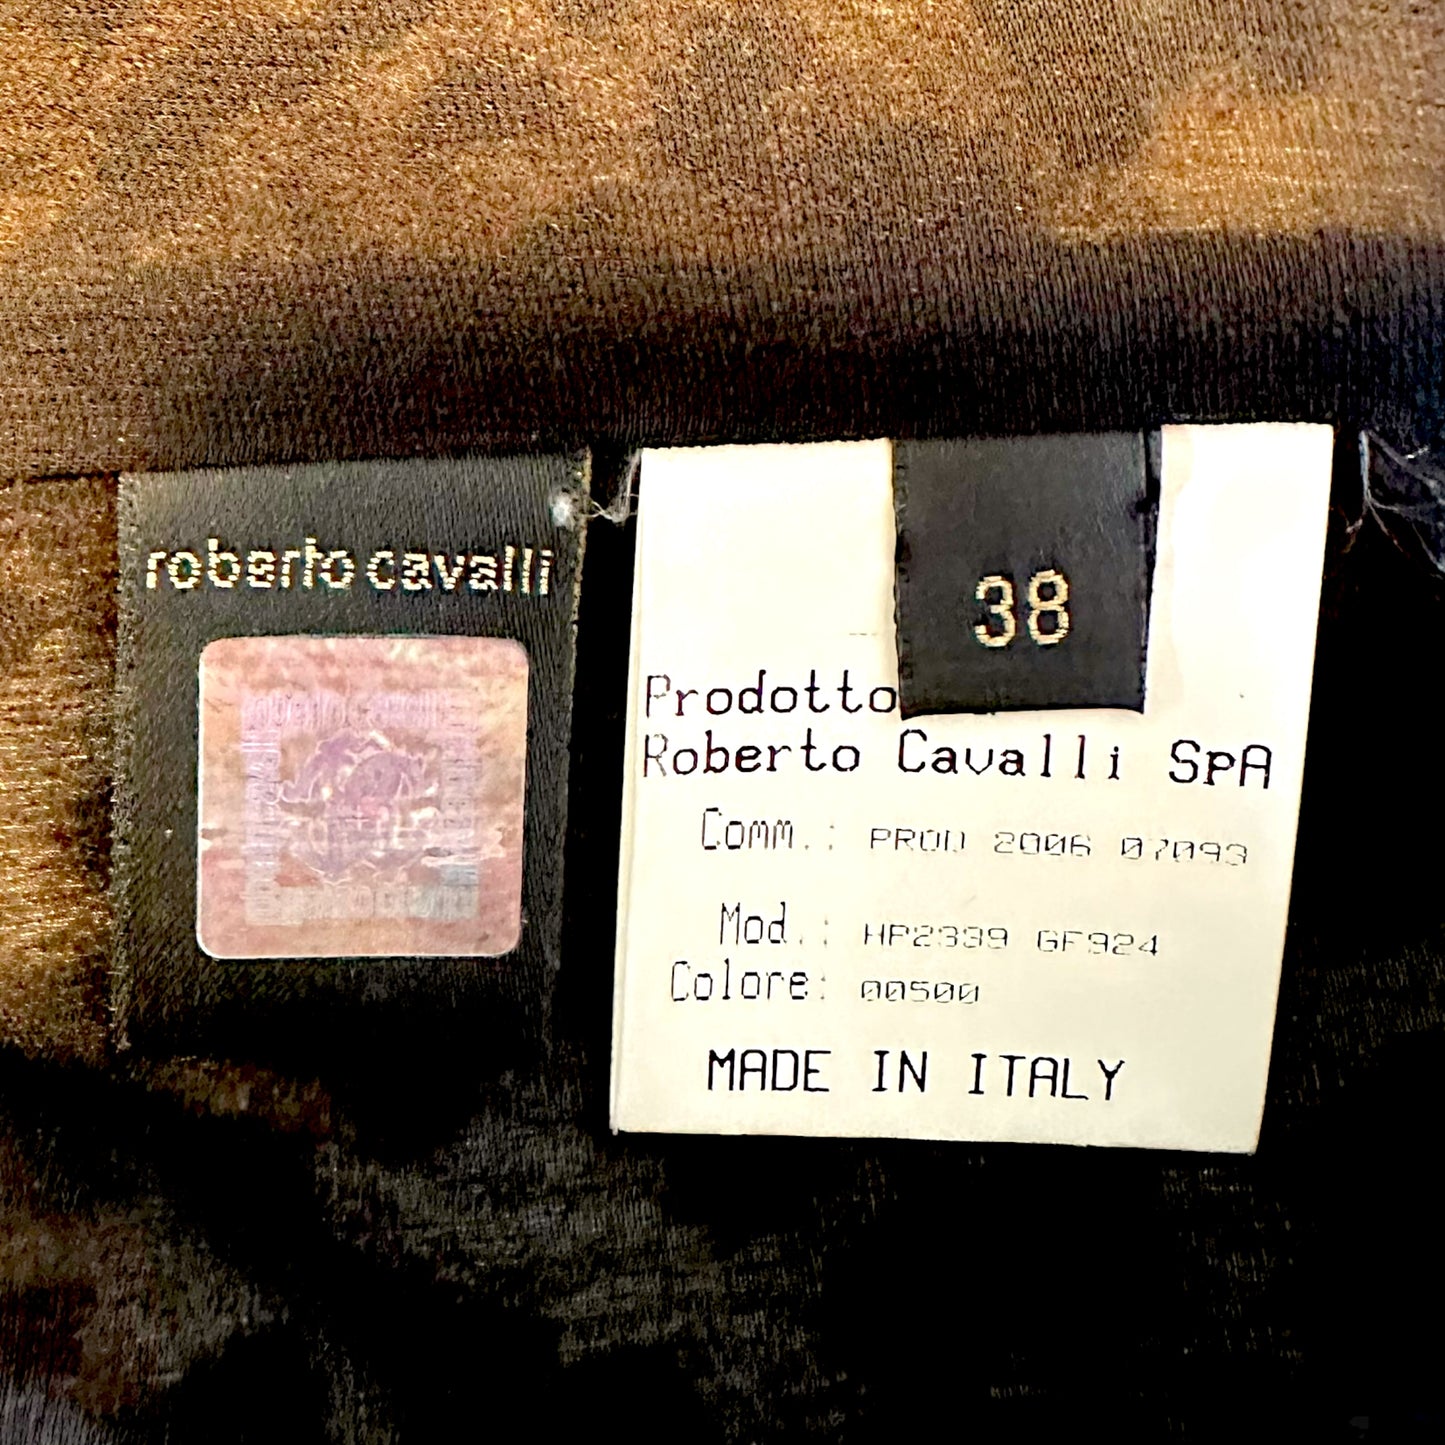 roberto cavalli
38
Prodotto
Roberto Cavalli SpA
Comm.: PROD 2006 07093
Mod.: HP2339 GF924
Colore: 00500
MADE IN ITALY